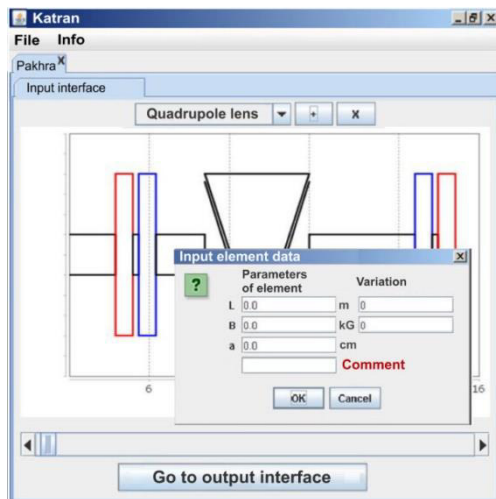 Katran
File Info
Pakhra X
Input interface
Quadrupole lens + X
Input element data
Parameters of element Variation
L 0.0 m 0
B 0.0 kG 0
a 0.0 cm
Comment
OK Cancel
6 16
Go to output interface